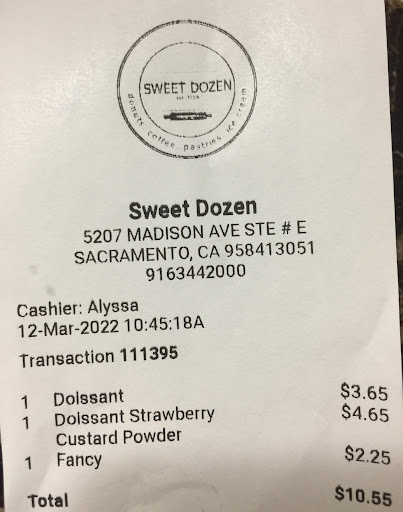 SWEET DOZEN
donuts, coffee, pastries, ice cream
Sweet Dozen
5207 MADISON AVE STE # E
SACRAMENTO, CA 958413051
9163442000
Cashier: Alyssa
12-Mar-2022 10:45:18A
Transaction 111395
1 Doissant $3.65
1 Doissant Strawberry $4.65
Custard Powder
1 Fancy $2.25
Total $10.55